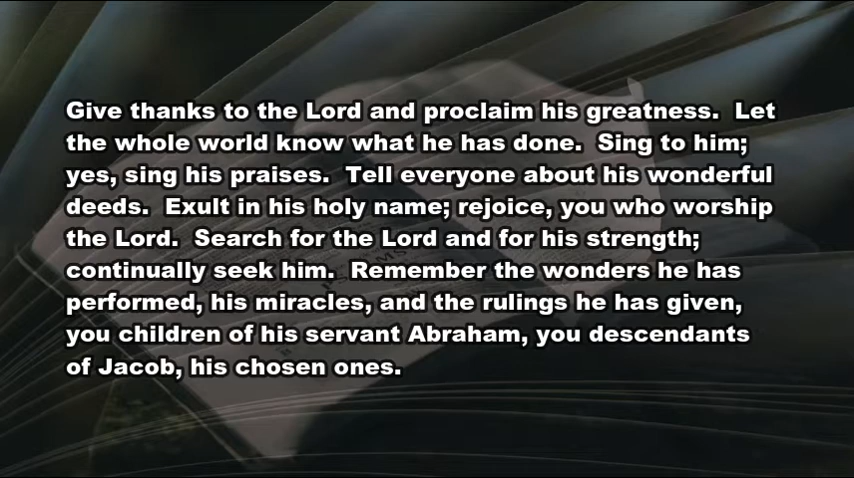 Give thanks to the Lord and proclaim his greatness.  Let
the whole world know what he has done.  Sing to him;
yes, sing his praises.  Tell everyone about his wonderful
deeds.  Exult in his holy name; rejoice, you who worship
the Lord.  Search for the Lord and for his strength;
continually seek him.  Remember the wonders he has
performed, his miracles, and the rulings he has given,
you children of his servant Abraham, you descendants
of Jacob, his chosen ones.